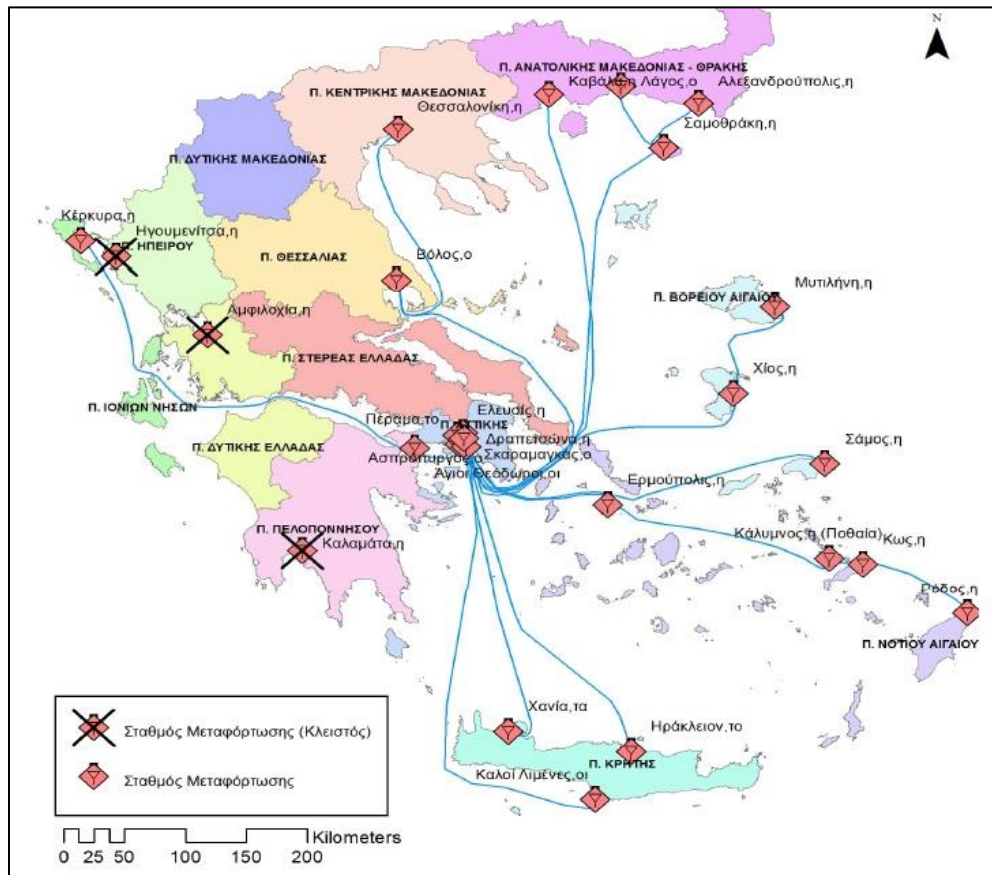 N
Π. ΑΝΑΤΟΛΙΚΗΣ ΜΑΚΕΔΟΝΙΑΣ - ΘΡΑΚΗΣ
Καβάλα,η Λάγος,ο Αλεξανδρούπολις,η
Π. ΚΕΝΤΡΙΚΗΣ ΜΑΚΕΔΟΝΙΑΣ
Θεσσαλονίκη,η
Σαμοθράκη,η
Π. ΔΥΤΙΚΗΣ ΜΑΚΕΔΟΝΙΑΣ
Κέρκυρα,η
Ηγουμενίτσα,η
Π. ΗΠΕΙΡΟΥ
Βόλος,ο
Π. ΘΕΣΣΑΛΙΑΣ
Μυτιλήνη,η
Π. ΒΟΡΕΙΟΥ ΑΙΓΑΙΟΥ
Αμφιλοχία,η
Π. ΣΤΕΡΕΑΣ ΕΛΛΑΔΑΣ
Χίος,η
Π. ΙΟΝΙΩΝ ΝΗΣΩΝ
Πέραμα,το
Ελευσίς,η
Π. ΑΤΤΙΚΗΣ
Π. ΔΥΤΙΚΗΣ ΕΛΛΑΔΑΣ
Δραπετσώνα,η
Σάμος,η
Ασπρόπυργος,ο
Σκαραμαγκάς,ο
Άγιοι Θεόδωροι,οι
Ερμούπολις,η
Π. ΠΕΛΟΠΟΝΝΗΣΟΥ
Καλαμάτα,η
Κάλυμνος,η (Ποθαία)
Κως,η
Ρόδος,η
Π. ΝΟΤΙΟΥ ΑΙΓΑΙΟΥ
Χανία,τα
Ηράκλειον,το
Π. ΚΡΗΤΗΣ
Καλοί Λιμένες,οι
Σταθμός Μεταφόρτωσης (Κλειστός)
Σταθμός Μεταφόρτωσης
Kilometers
0 25 50 100 150 200